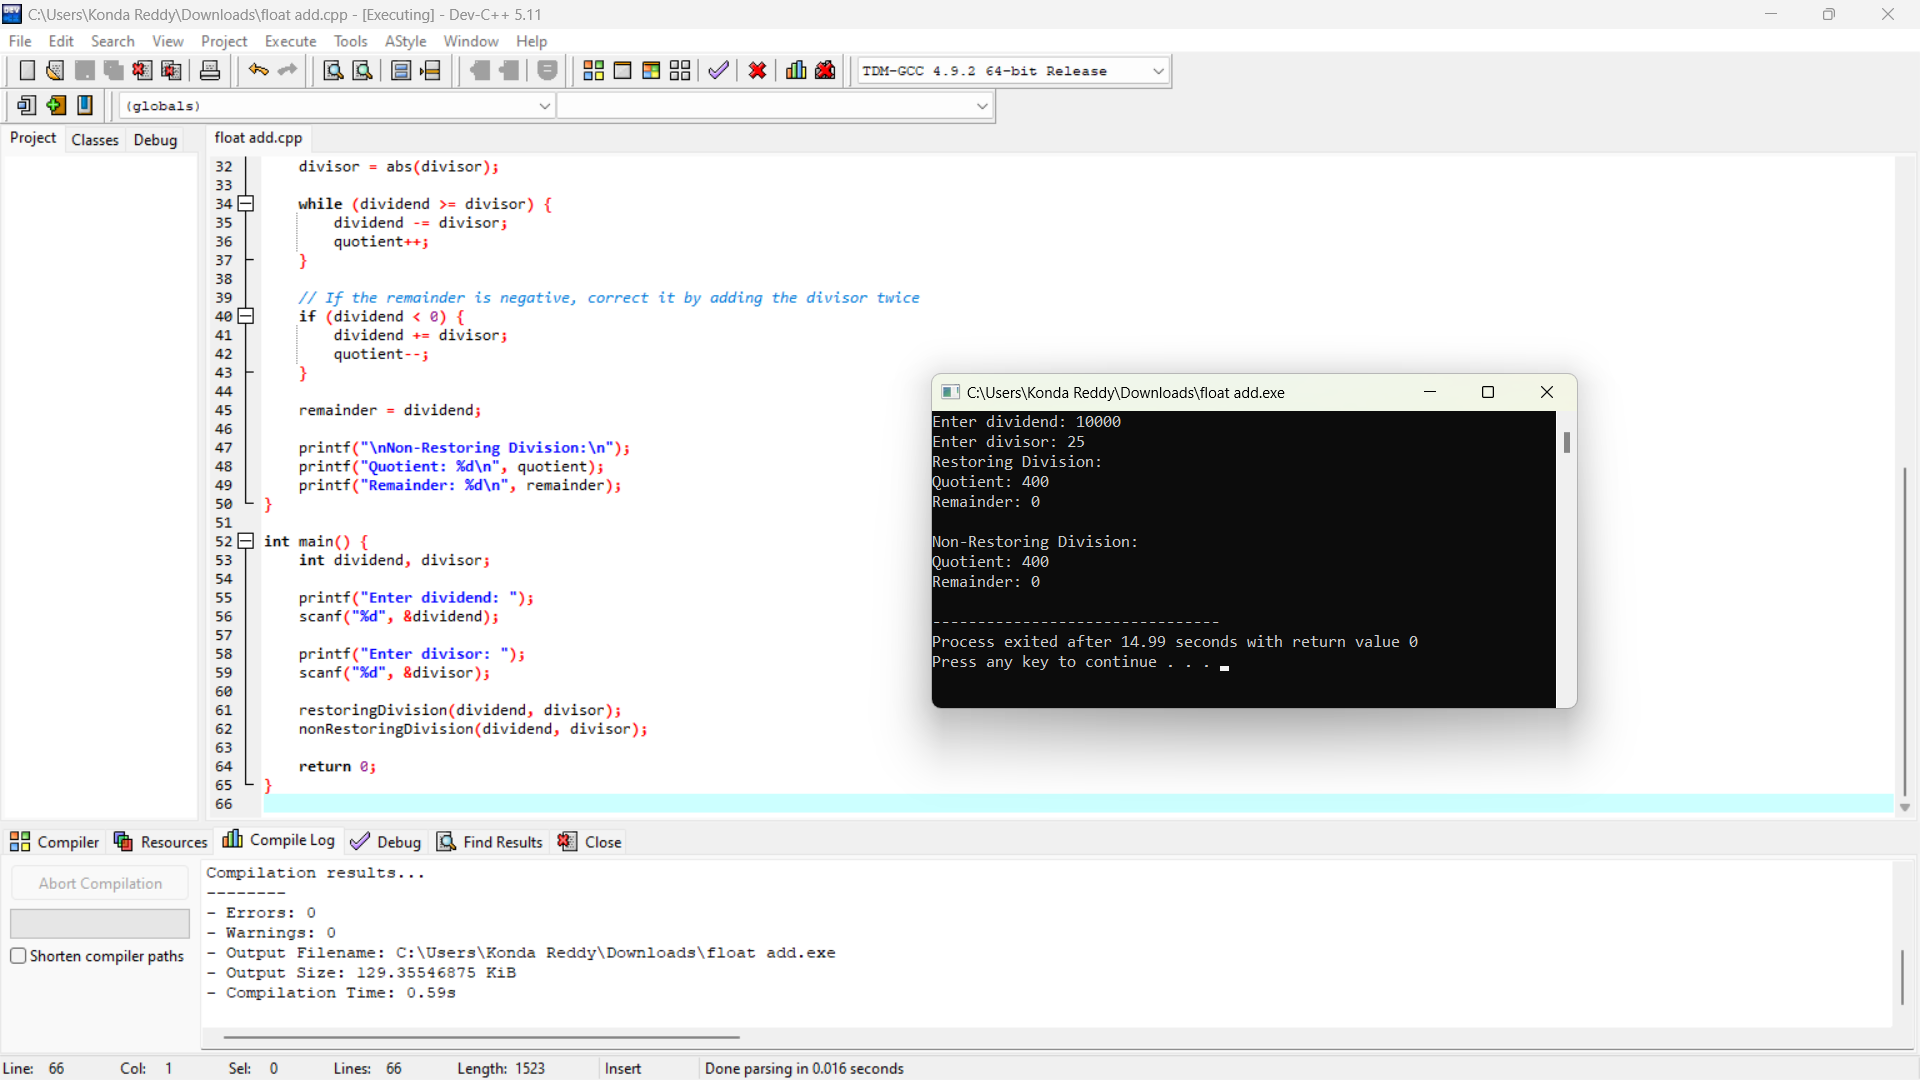 C:\Users\Konda Reddy\Downloads\float add.cpp - [Executing] - Dev-C++ 5.11
File Edit Search View Project Execute Tools AStyle Window Help
TDM-GCC 4.9.2 64-bit Release
(globals)
Project Classes Debug
float add.cpp
32 divisor = abs(divisor);
33
34 while (dividend >= divisor) {
35 dividend -= divisor;
36 quotient++;
37 }
38
39 // If the remainder is negative, correct it by adding the divisor twice
40 if (dividend < 0) {
41 dividend += divisor;
42 quotient--;
43 }
44
45 remainder = dividend;
46
47 printf("\nNon-Restoring Division:\n");
48 printf("Quotient: %d\n", quotient);
49 printf("Remainder: %d\n", remainder);
50 }
51
52 int main() {
53 int dividend, divisor;
54
55 printf("Enter dividend: ");
56 scanf("%d", &dividend);
57
58 printf("Enter divisor: ");
59 scanf("%d", &divisor);
60
61 restoringDivision(dividend, divisor);
62 nonRestoringDivision(dividend, divisor);
63
64 return 0;
65 }
66
C:\Users\Konda Reddy\Downloads\float add.exe
Enter dividend: 10000
Enter divisor: 25
Restoring Division:
Quotient: 400
Remainder: 0
Non-Restoring Division:
Quotient: 400
Remainder: 0
--------------------------------
Process exited after 14.99 seconds with return value 0
Press any key to continue . . .
Compiler Resources Compile Log Debug Find Results Close
Abort Compilation
Shorten compiler paths
Compilation results...
--------
- Errors: 0
- Warnings: 0
- Output Filename: C:\Users\Konda Reddy\Downloads\float add.exe
- Output Size: 129.35546875 KiB
- Compilation Time: 0.59s
Line: 66 Col: 1 Sel: 0 Lines: 66 Length: 1523 Insert Done parsing in 0.016 seconds